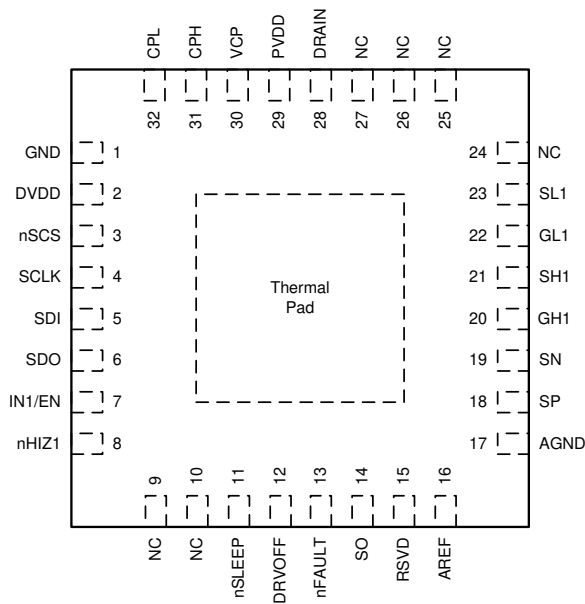 CPL CPH VCP PVDD DRAIN NC NC NC
32 31 30 29 28 27 26 25
GND 1 24 NC
DVDD 2 23 SL1
nSCS 3 22 GL1
SCLK 4 21 SH1
SDI 5 20 GH1
SDO 6 19 SN
IN1/EN 7 18 SP
nHIZ1 8 17 AGND
Thermal
Pad
9 10 11 12 13 14 15 16
NC NC nSLEEP DRVOFF nFAULT SO RSVD AREF